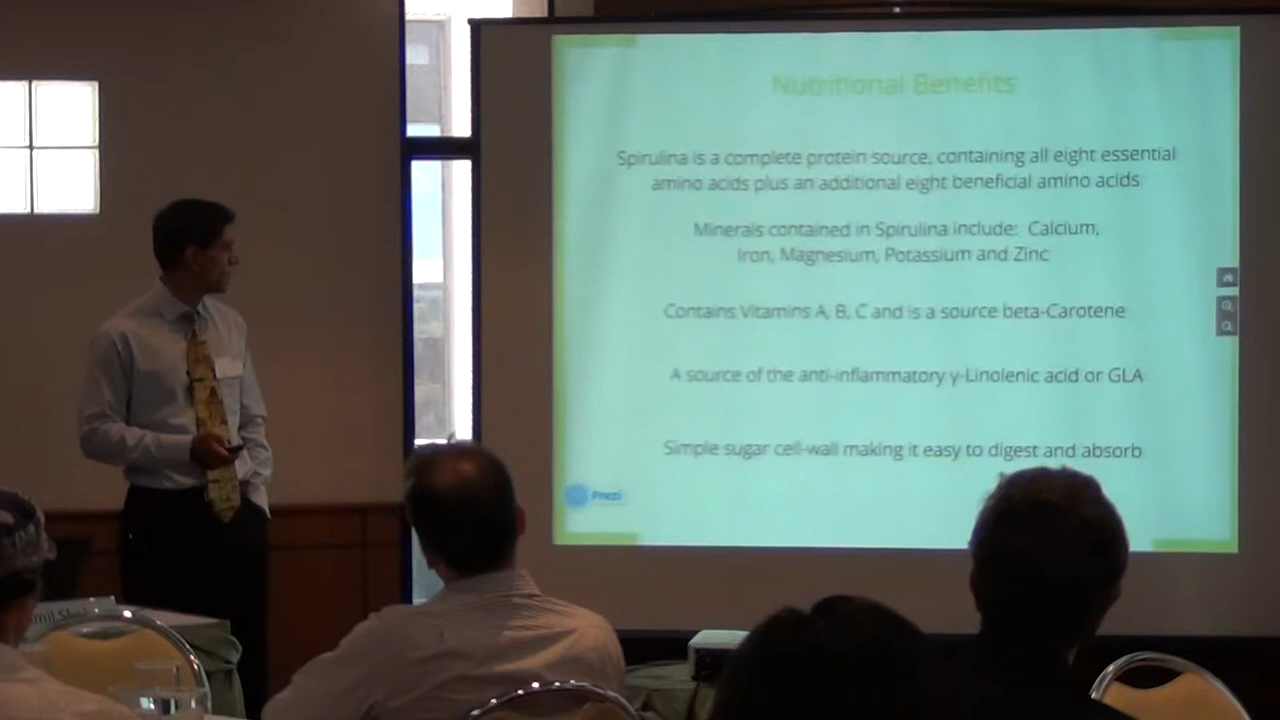 Nutritional Benefits
Spirulina is a complete protein source, containing all eight essential
amino acids plus an additional eight beneficial amino acids
Minerals contained in Spirulina include: Calcium,
Iron, Magnesium, Potassium and Zinc
Contains Vitamins A, B, C and is a source beta-Carotene
A source of the anti-inflammatory γ-Linolenic acid or GLA
Simple sugar cell-wall making it easy to digest and absorb
Prezi